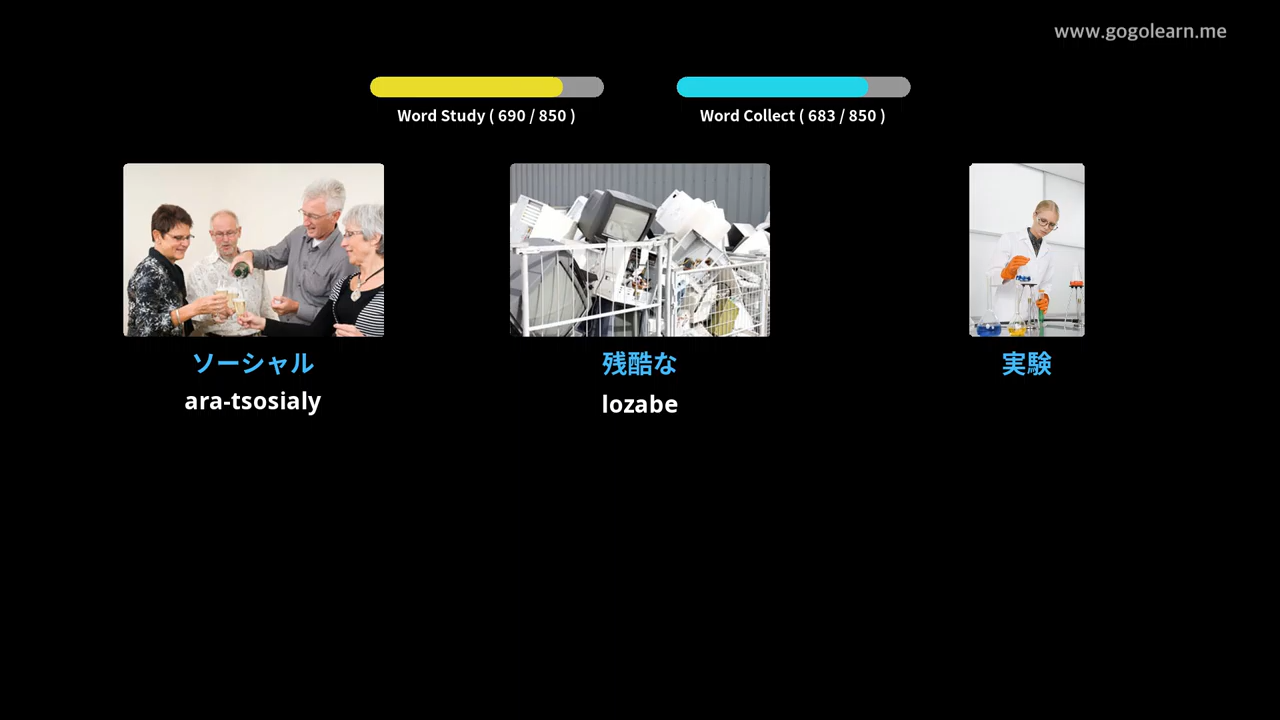 www.gogolearn.me
Word Study ( 690 / 850 )
Word Collect ( 683 / 850 )
ソーシャル
残酷な
実験
ara-tsosialy
lozabe